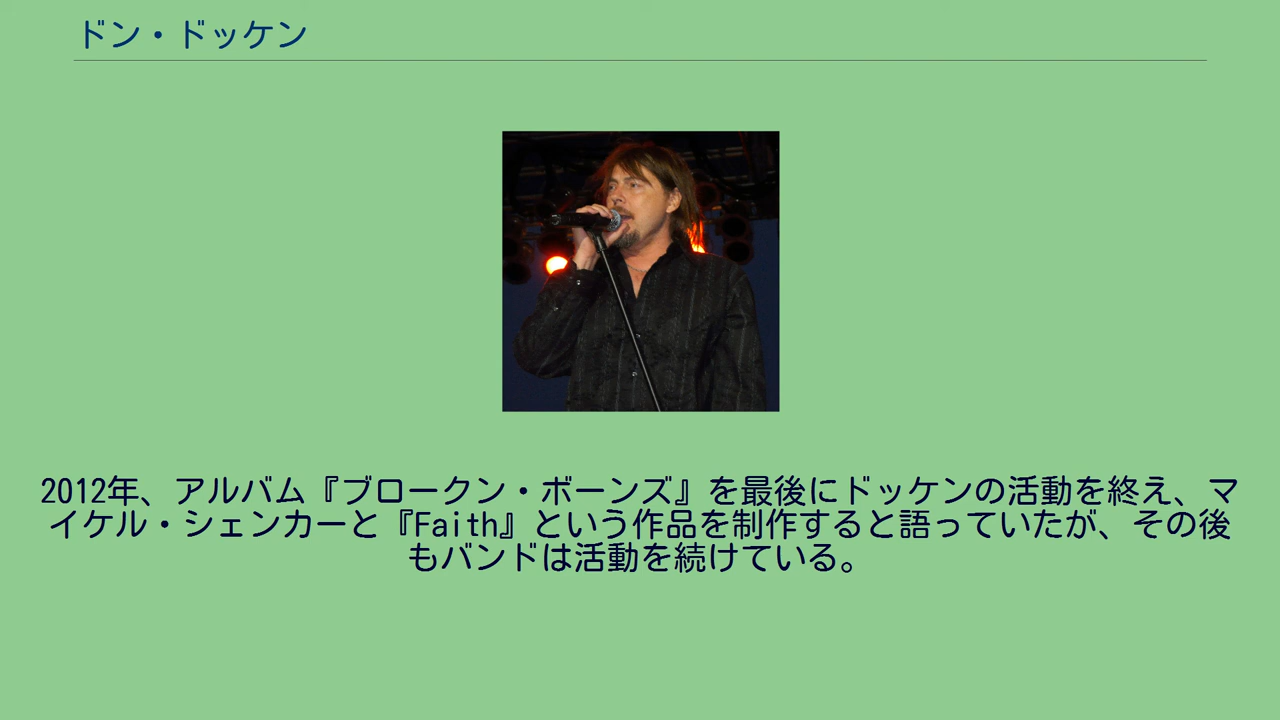 ドン・ドッケン
2012年、アルバム『ブロークン・ボーンズ』を最後にドッケンの活動を終え、マ
イケル・シェンカーと『Faith』という作品を制作すると語っていたが、その後
もバンドは活動を続けている。